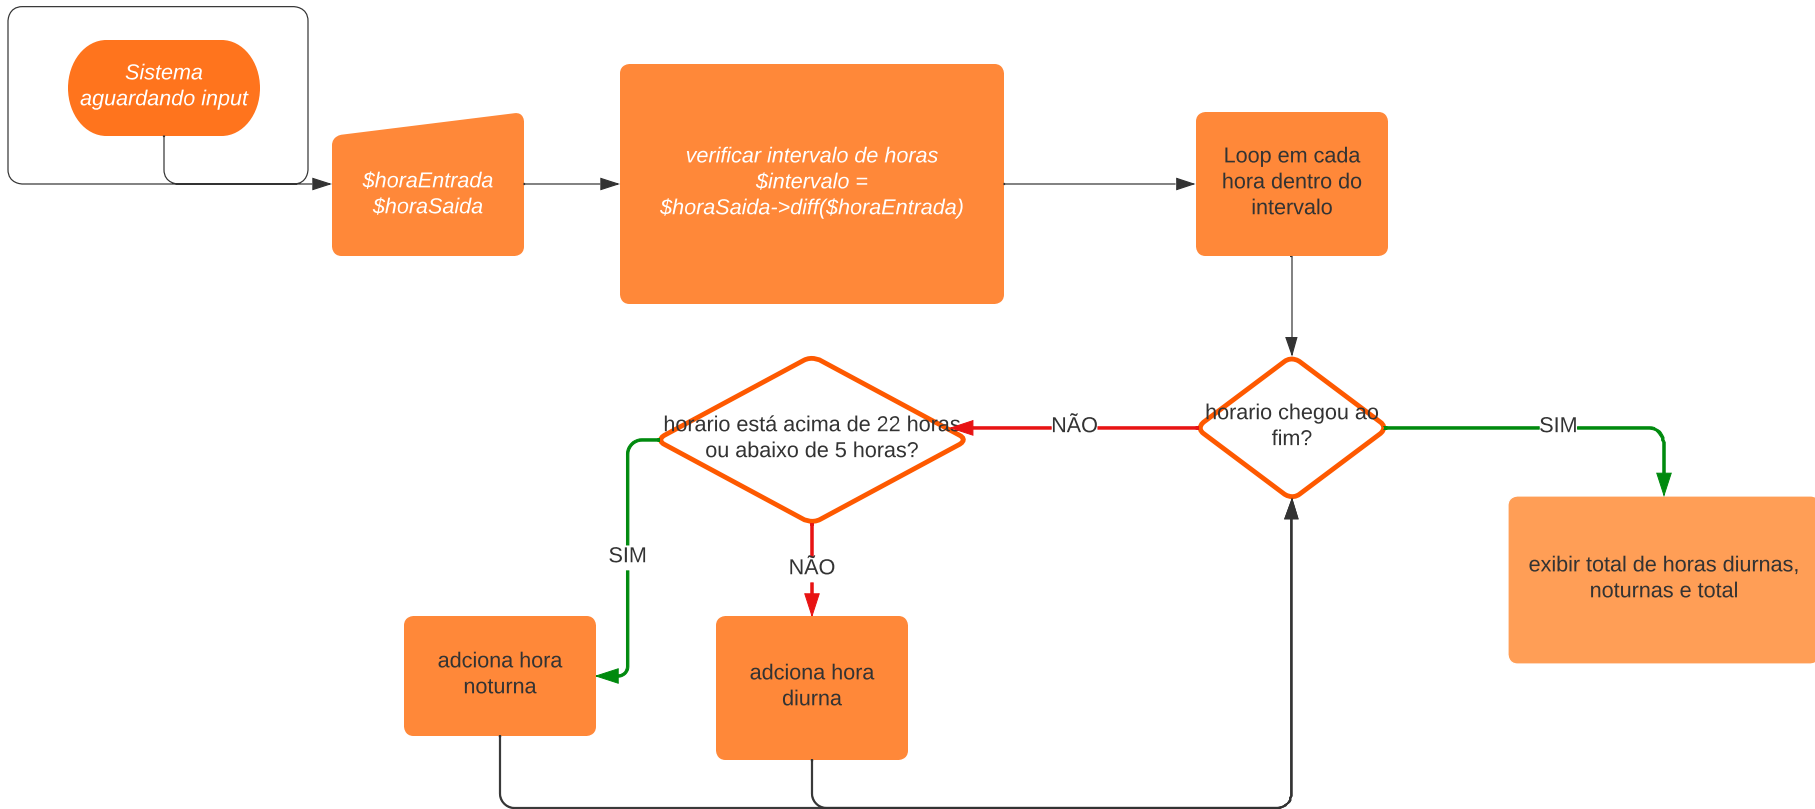 Sistema
aguardando input
$horaEntrada
$horaSaida
verificar intervalo de horas
$intervalo =
$horaSaida->diff($horaEntrada)
Loop em cada
hora dentro do
intervalo
horario chegou ao
fim?
NÃO
SIM
horario está acima de 22 horas
ou abaixo de 5 horas?
SIM
NÃO
exibir total de horas diurnas,
noturnas e total
adciona hora
noturna
adciona hora
diurna